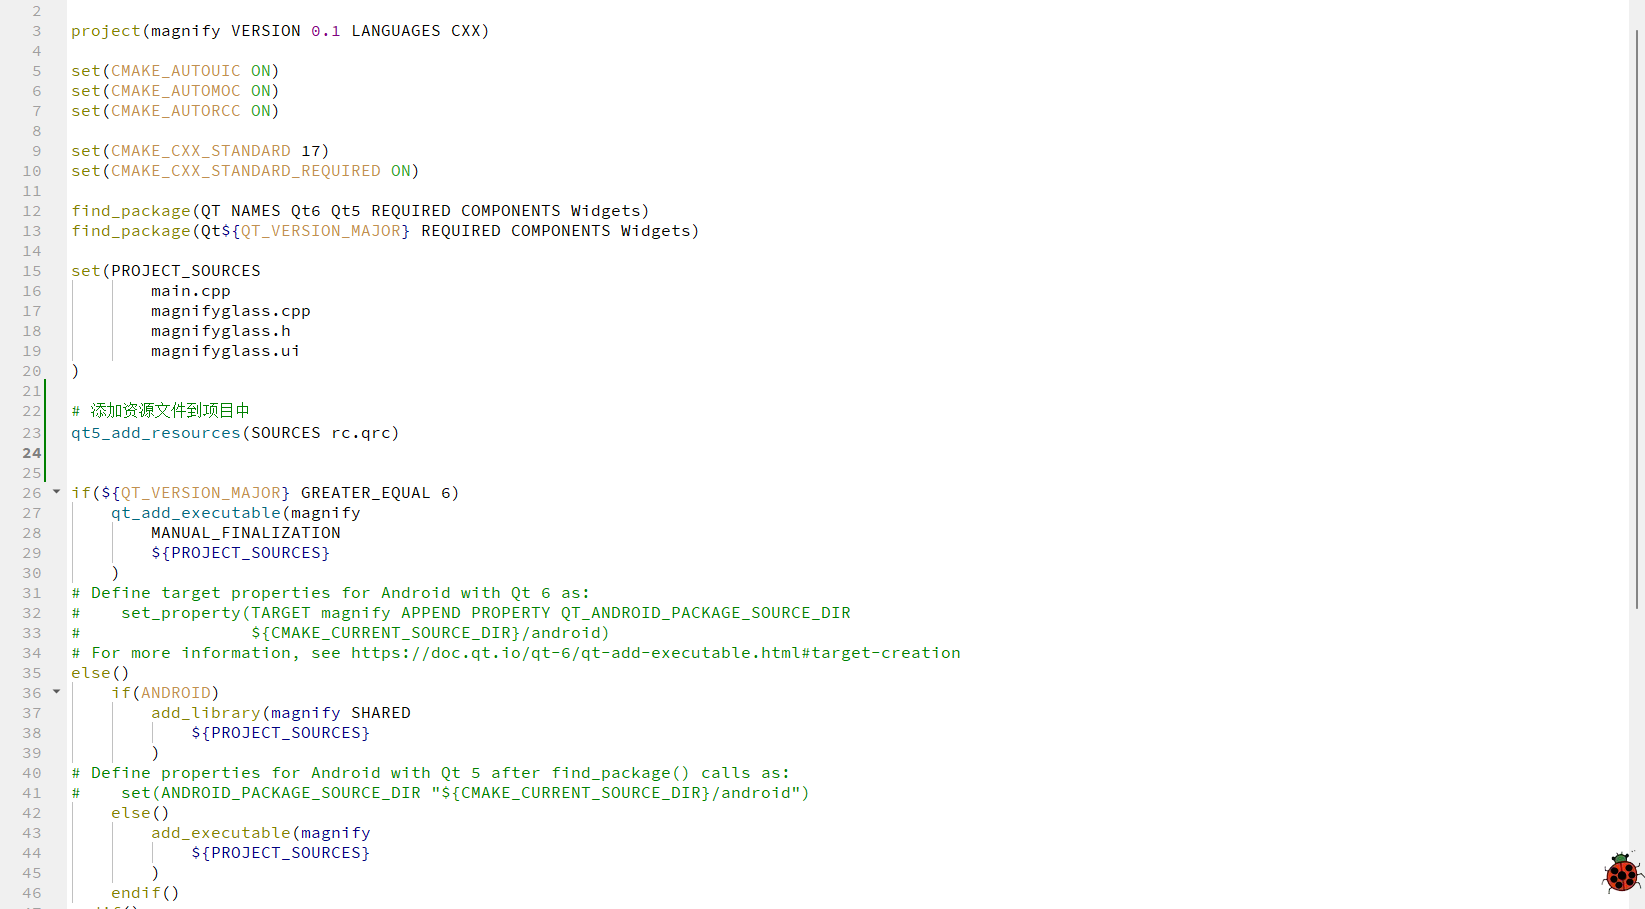 2
3 project(magnify VERSION 0.1 LANGUAGES CXX)
4
5 set(CMAKE_AUTOUIC ON)
6 set(CMAKE_AUTOMOC ON)
7 set(CMAKE_AUTORCC ON)
8
9 set(CMAKE_CXX_STANDARD 17)
10 set(CMAKE_CXX_STANDARD_REQUIRED ON)
11
12 find_package(QT NAMES Qt6 Qt5 REQUIRED COMPONENTS Widgets)
13 find_package(Qt${QT_VERSION_MAJOR} REQUIRED COMPONENTS Widgets)
14
15 set(PROJECT_SOURCES
16         main.cpp
17         magnifyglass.cpp
18         magnifyglass.h
19         magnifyglass.ui
20 )
21
22 # 添加资源文件到项目中
23 qt5_add_resources(SOURCES rc.qrc)
24
25
26 if(${QT_VERSION_MAJOR} GREATER_EQUAL 6)
27     qt_add_executable(magnify
28         MANUAL_FINALIZATION
29         ${PROJECT_SOURCES}
30     )
31 # Define target properties for Android with Qt 6 as:
32 #    set_property(TARGET magnify APPEND PROPERTY QT_ANDROID_PACKAGE_SOURCE_DIR
33 #                 ${CMAKE_CURRENT_SOURCE_DIR}/android)
34 # For more information, see https://doc.qt.io/qt-6/qt-add-executable.html#target-creation
35 else()
36     if(ANDROID)
37         add_library(magnify SHARED
38             ${PROJECT_SOURCES}
39         )
40 # Define properties for Android with Qt 5 after find_package() calls as:
41 #    set(ANDROID_PACKAGE_SOURCE_DIR "${CMAKE_CURRENT_SOURCE_DIR}/android")
42     else()
43         add_executable(magnify
44             ${PROJECT_SOURCES}
45         )
46     endif()